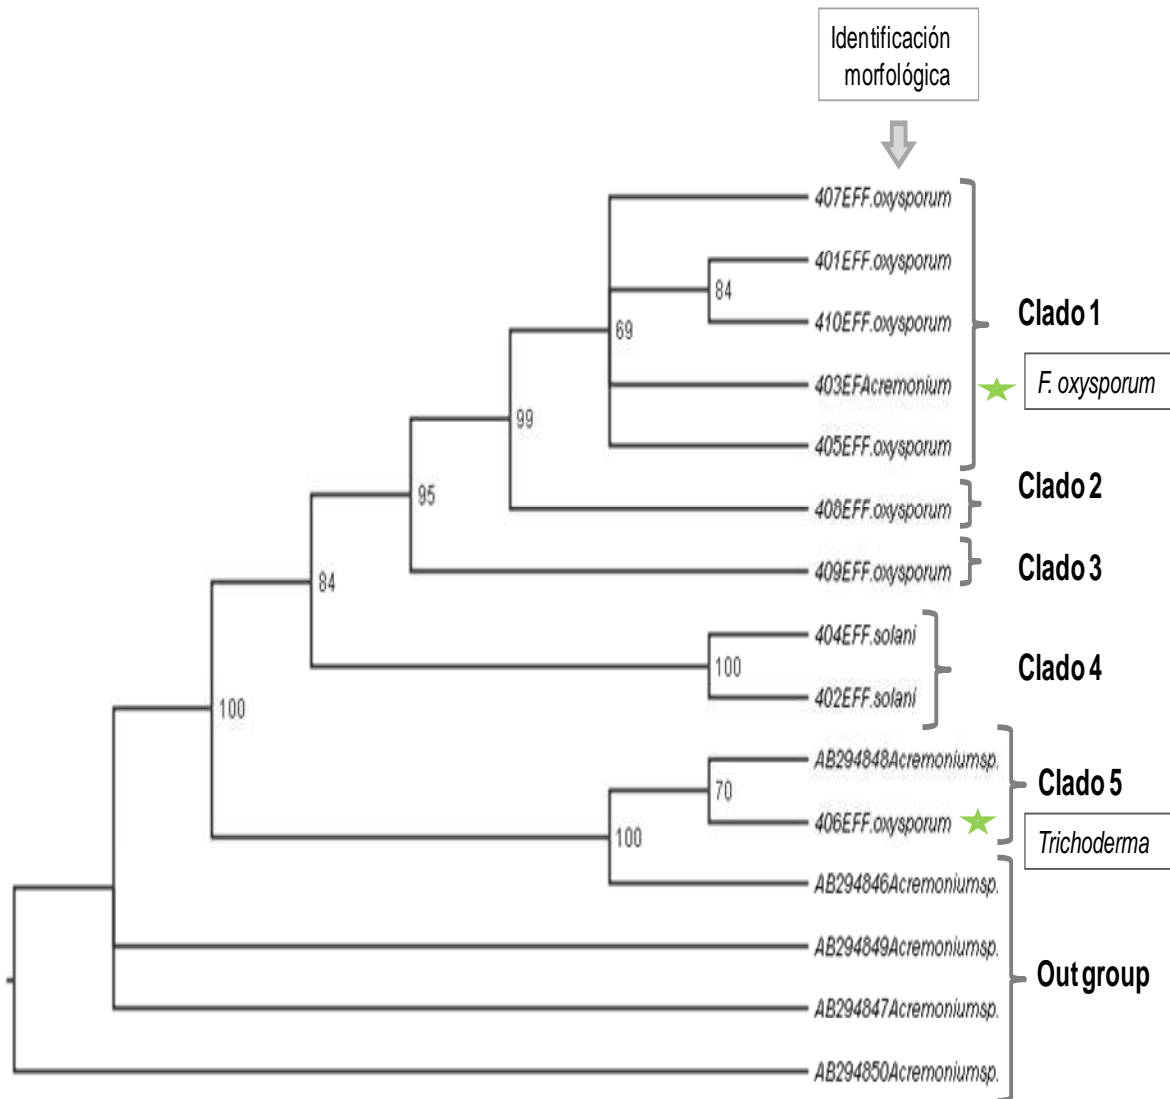 Identificación
morfológica
407EFF.oxysporum
401EFF.oxysporum
84
410EFF.oxysporum
Clado 1
69
403EFAcremonium
F. oxysporum
99
405EFF.oxysporum
95
Clado 2
408EFF.oxysporum
84
409EFF.oxysporum
Clado 3
404EFF.solani
100
Clado 4
402EFF.solani
100
AB294848Acremoniumsp.
70
Clado 5
406EFF.oxysporum
100
Trichoderma
AB294846Acremoniumsp.
AB294849Acremoniumsp.
Out group
AB294847Acremoniumsp.
AB294850Acremoniumsp.